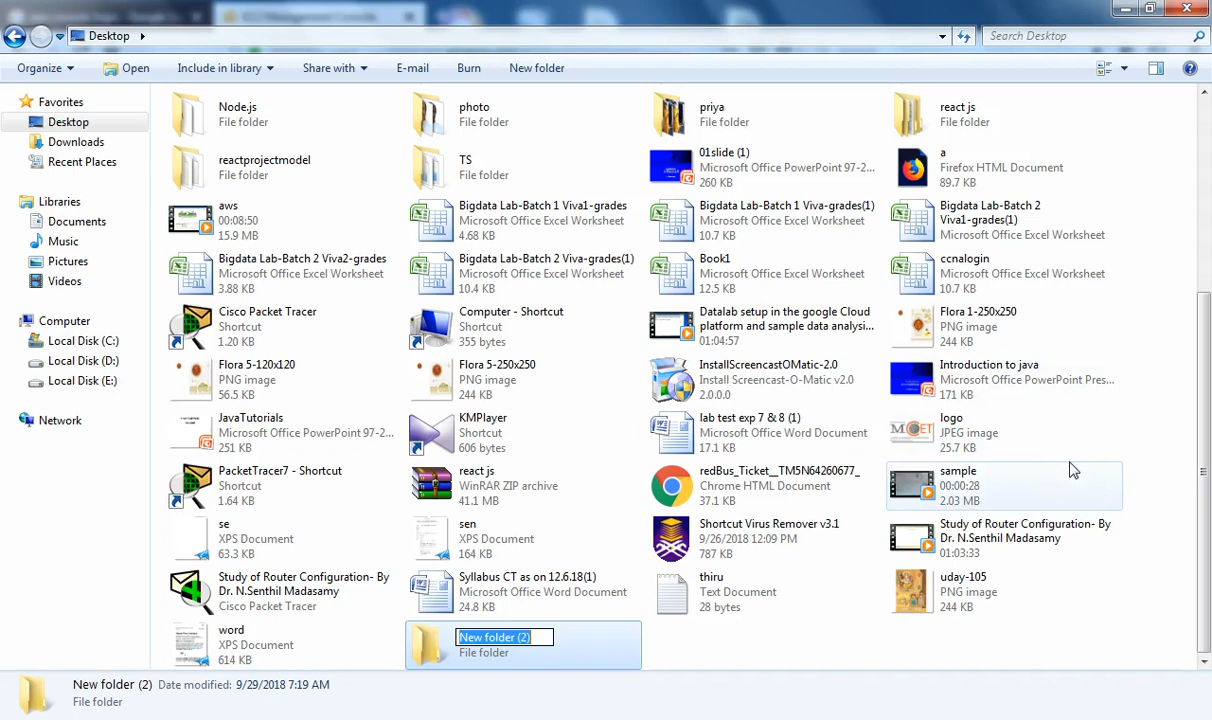 Desktop
Search Desktop
Organize
Open
Include in library
Share with
E-mail
Burn
New folder
Favorites
Desktop
Downloads
Recent Places
Libraries
Documents
Music
Pictures
Videos
Computer
Local Disk (C:)
Local Disk (D:)
Local Disk (E:)
Network
Node.js
File folder
photo
File folder
priya
File folder
react js
File folder
reactprojectmodel
File folder
TS
File folder
01slide (1)
Microsoft Office PowerPoint 97-2...
260 KB
a
Firefox HTML Document
89.7 KB
aws
00:08:50
15.9 MB
Bigdata Lab-Batch 1 Viva1-grades
Microsoft Office Excel Worksheet
4.68 KB
Bigdata Lab-Batch 1 Viva-grades(1)
Microsoft Office Excel Worksheet
10.7 KB
Bigdata Lab-Batch 2
Viva1-grades(1)
Microsoft Office Excel Worksheet
Bigdata Lab-Batch 2 Viva2-grades
Microsoft Office Excel Worksheet
3.88 KB
Bigdata Lab-Batch 2 Viva-grades(1)
Microsoft Office Excel Worksheet
10.4 KB
Book1
Microsoft Office Excel Worksheet
12.5 KB
ccnalogin
Microsoft Office Excel Worksheet
10.7 KB
Cisco Packet Tracer
Shortcut
1.20 KB
Computer - Shortcut
Shortcut
355 bytes
Datalab setup in the google Cloud
platform and sample data analysi...
01:04:57
Flora 1-250x250
PNG image
244 KB
Flora 5-120x120
PNG image
56.5 KB
Flora 5-250x250
PNG image
244 KB
InstallScreencastOMatic-2.0
Install Screencast-O-Matic v2.0
2.0.0.0
Introduction to java
Microsoft Office PowerPoint Pres...
171 KB
JavaTutorials
Microsoft Office PowerPoint 97-2...
251 KB
KMPlayer
Shortcut
606 bytes
lab test exp 7 & 8 (1)
Microsoft Office Word Document
17.1 KB
logo
JPEG image
25.7 KB
PacketTracer7 - Shortcut
Shortcut
1.64 KB
react js
WinRAR ZIP archive
41.1 MB
redBus_Ticket__TM5N64260677_
Chrome HTML Document
37.1 KB
sample
00:00:28
2.03 MB
se
XPS Document
63.3 KB
sen
XPS Document
164 KB
Shortcut Virus Remover v3.1
9/26/2018 12:09 PM
787 KB
Study of Router Configuration- By
Dr. N.Senthil Madasamy
01:03:33
Study of Router Configuration- By
Dr. N.Senthil Madasamy
Cisco Packet Tracer
Syllabus CT as on 12.6.18(1)
Microsoft Office Word Document
24.8 KB
thiru
Text Document
28 bytes
uday-105
PNG image
244 KB
word
XPS Document
614 KB
New folder (2)
File folder
New folder (2) Date modified: 9/29/2018 7:19 AM
File folder